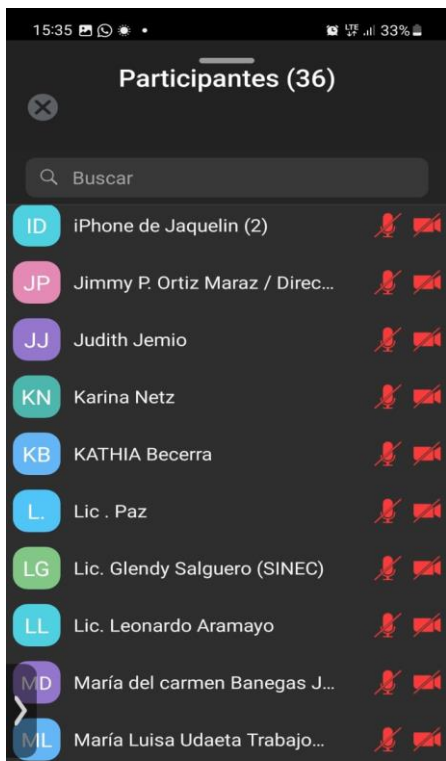 15:35 LTE 33%
Participantes (36)
Buscar
ID iPhone de Jaquelin (2)
JP Jimmy P. Ortiz Maraz / Direc...
JJ Judith Jemio
KN Karina Netz
KB KATHIA Becerra
L. Lic . Paz
LG Lic. Glendy Salguero (SINEC)
LL Lic. Leonardo Aramayo
MD María del carmen Banegas J...
ML María Luisa Udaeta Trabajo...